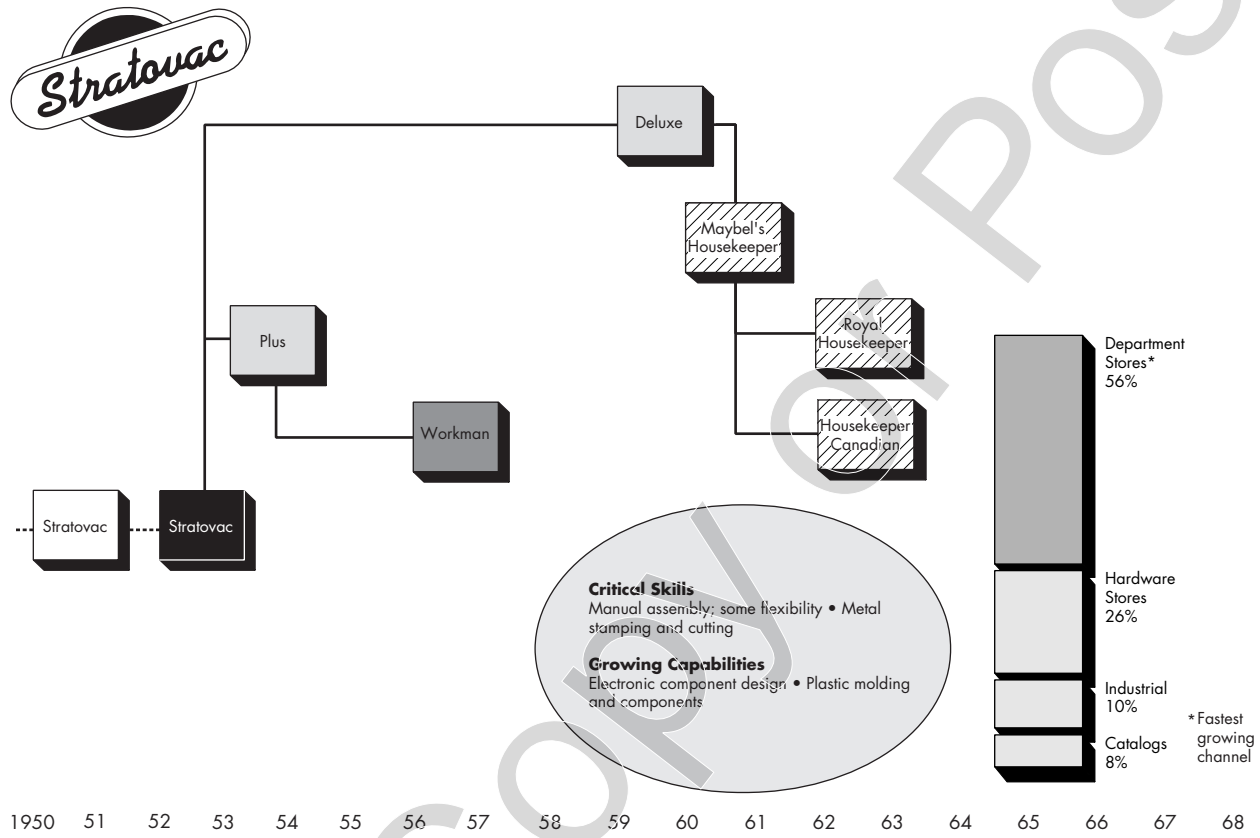 Stratovac
Deluxe
Maybel's
Housekeeper
Plus
Royal
Housekeeper
Workman
Housekeeper
Canadian
Stratovac
Stratovac
Department
Stores*
56%
Hardware
Stores
26%
Industrial
10%
Catalogs
8%
*Fastest
growing
channel
Critical Skills
Manual assembly; some flexibility • Metal
stamping and cutting
Growing Capabilities
Electronic component design • Plastic molding
and components
1950 51 52 53 54 55 56 57 58 59 60 61 62 63 64 65 66 67 68
Copy or Pos